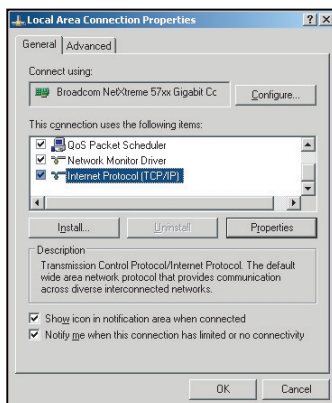 Local Area Connection Properties
General Advanced
Connect using:
Broadcom NetXtreme 57xx Gigabit Cc
Configure...
This connection uses the following items:
QoS Packet Scheduler
Network Monitor Driver
Internet Protocol (TCP/IP)
Install... Uninstall Properties
Description
Transmission Control Protocol/Internet Protocol. The default
wide area network protocol that provides communication
across diverse interconnected networks.
Show icon in notification area when connected
Notify me when this connection has limited or no connectivity
OK Cancel